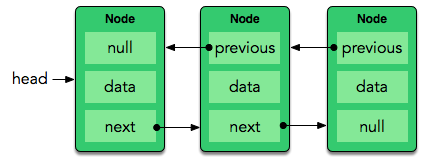 Node Node Node
null previous previous
head data data data
next next null